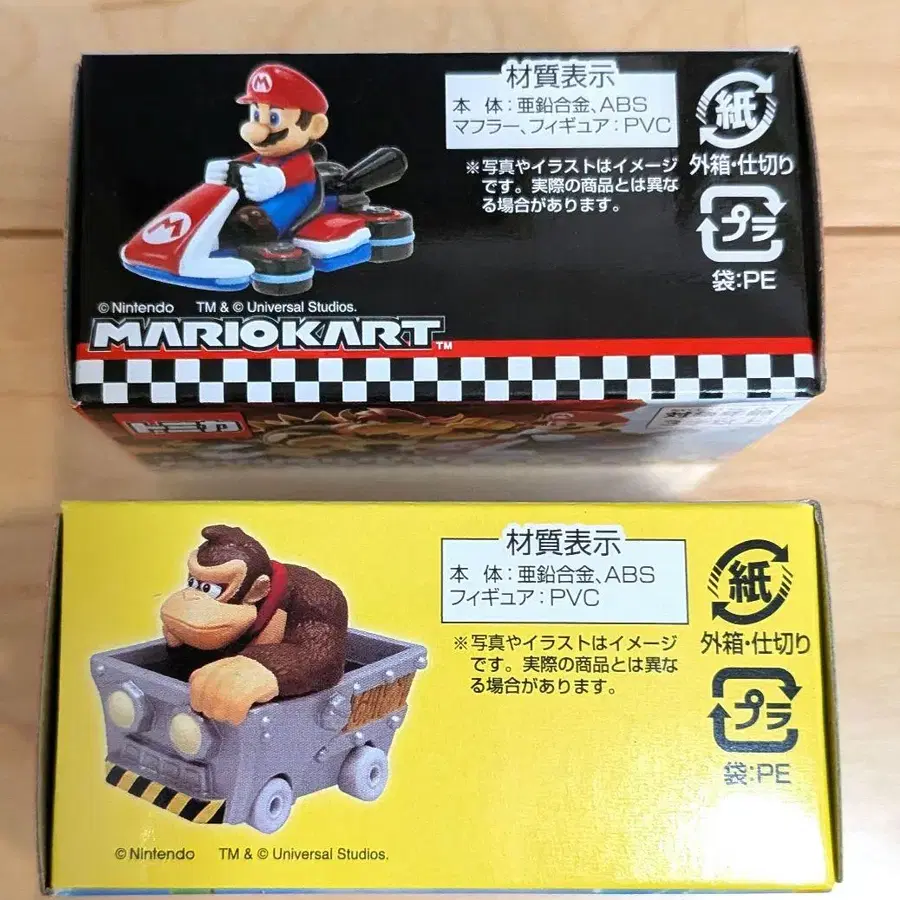 M
M
材質表示
本 体：亜鉛合金、ABS
マフラー、フィギュア：PVC
※写真やイラストはイメージ
です。実際の商品とは異な
る場合があります。
紙
外箱・仕切り
プラ
袋：PE
©Nintendo TM & © Universal Studios.
MARIOKART™
トミカ
材質表示
本 体：亜鉛合金、ABS
フィギュア：PVC
※写真やイラストはイメージ
です。実際の商品とは異な
る場合があります。
紙
外箱・仕切り
プラ
袋：PE
©Nintendo TM & © Universal Studios.